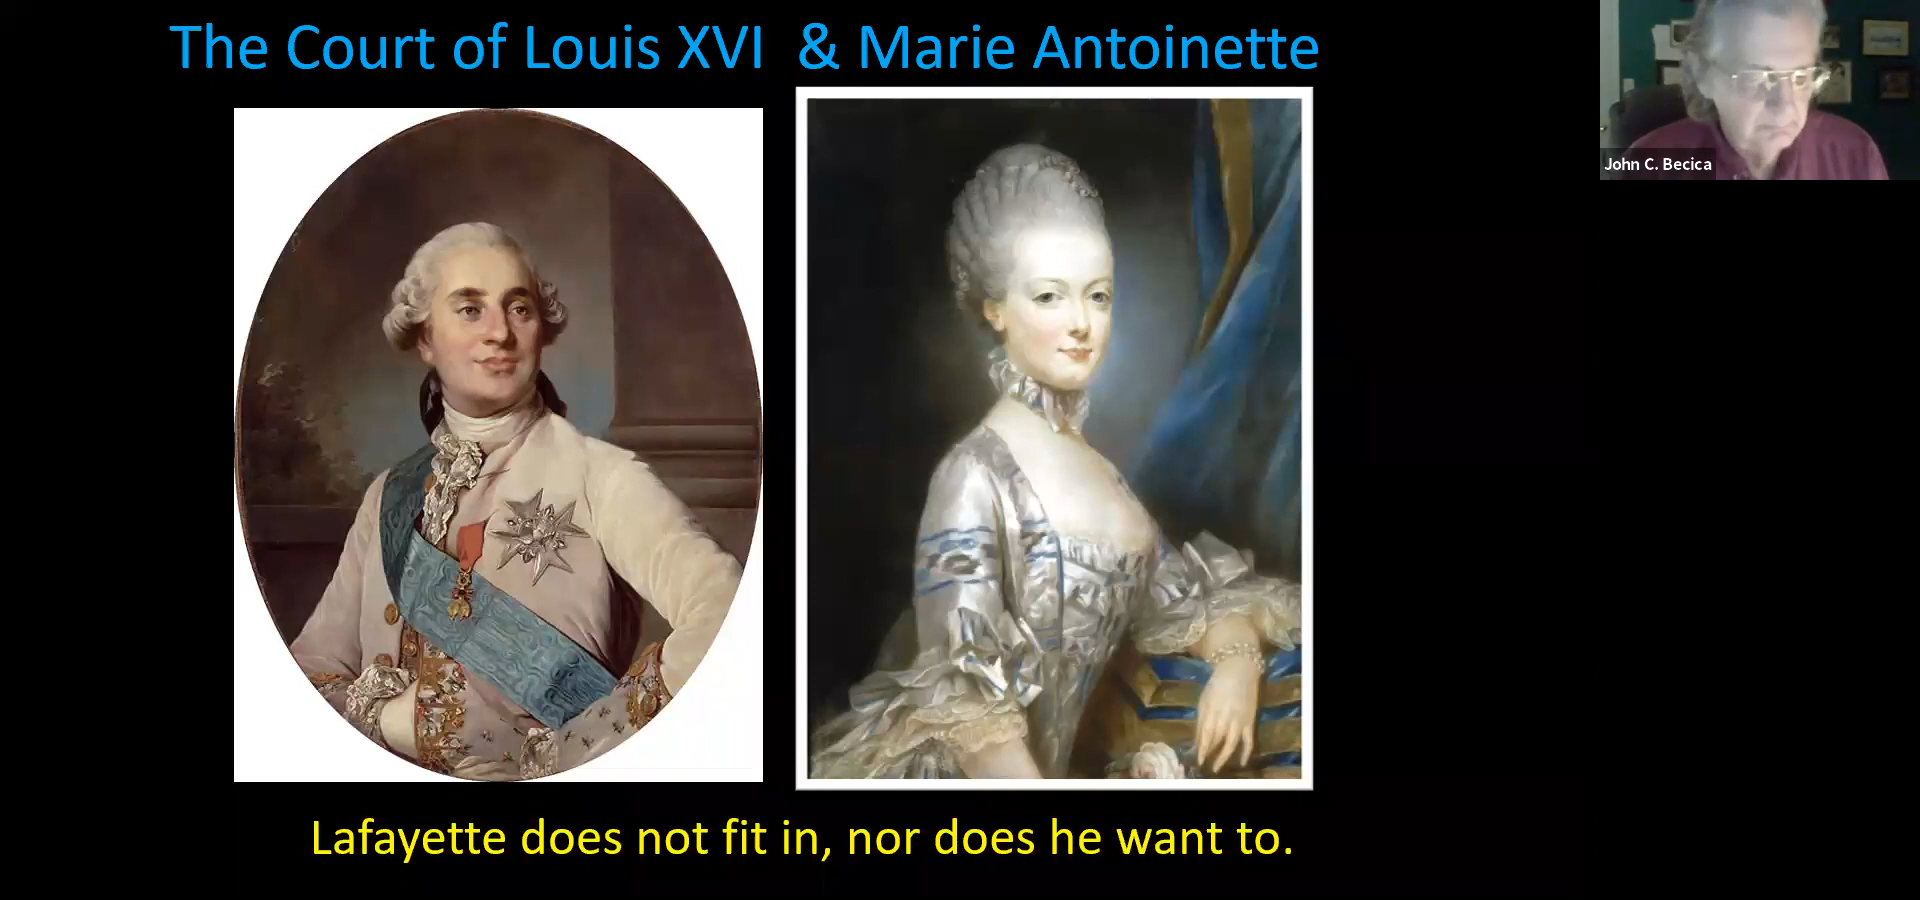 The Court of Louis XVI & Marie Antoinette
John C. Becica
Lafayette does not fit in, nor does he want to.